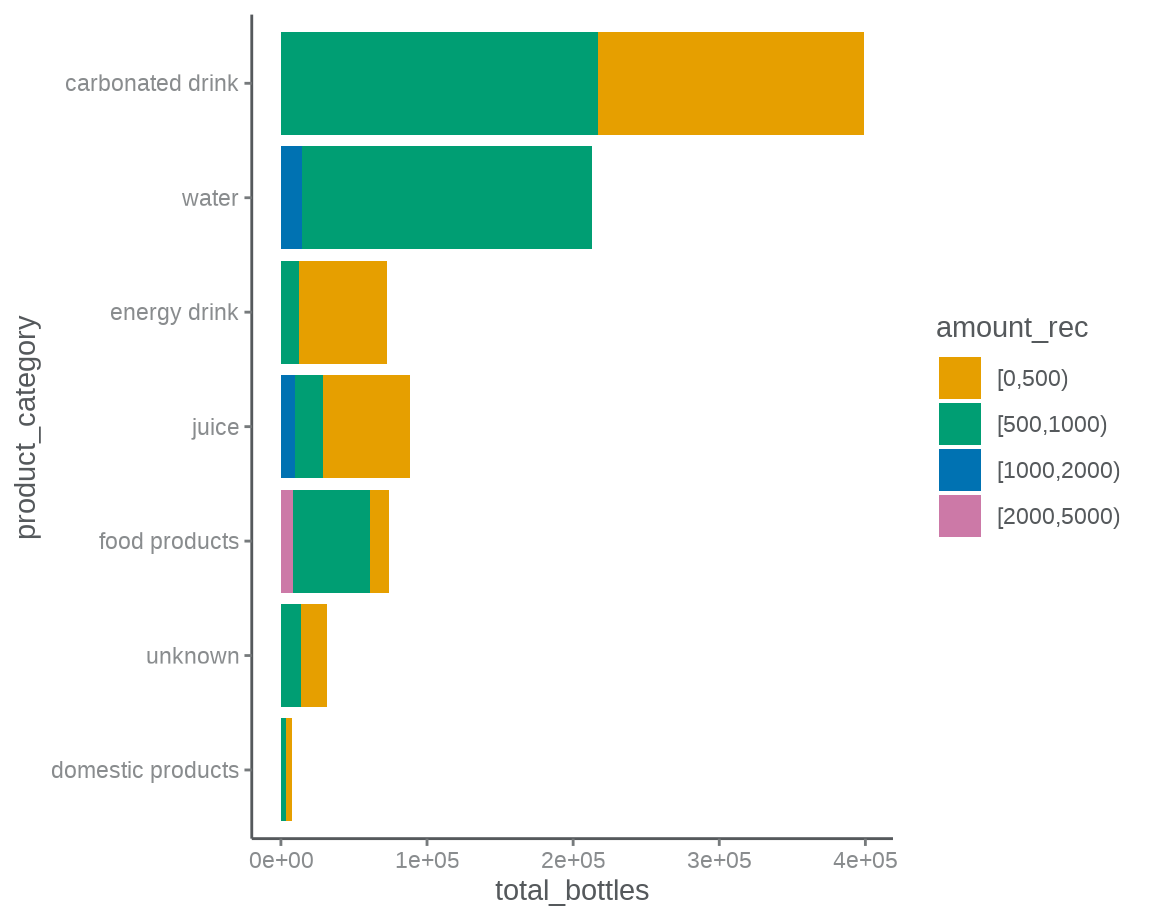 carbonated drink
water
energy drink
juice
food products
unknown
domestic products
product_category
0e+00 1e+05 2e+05 3e+05 4e+05
total_bottles
amount_rec
[0,500)
[500,1000)
[1000,2000)
[2000,5000)